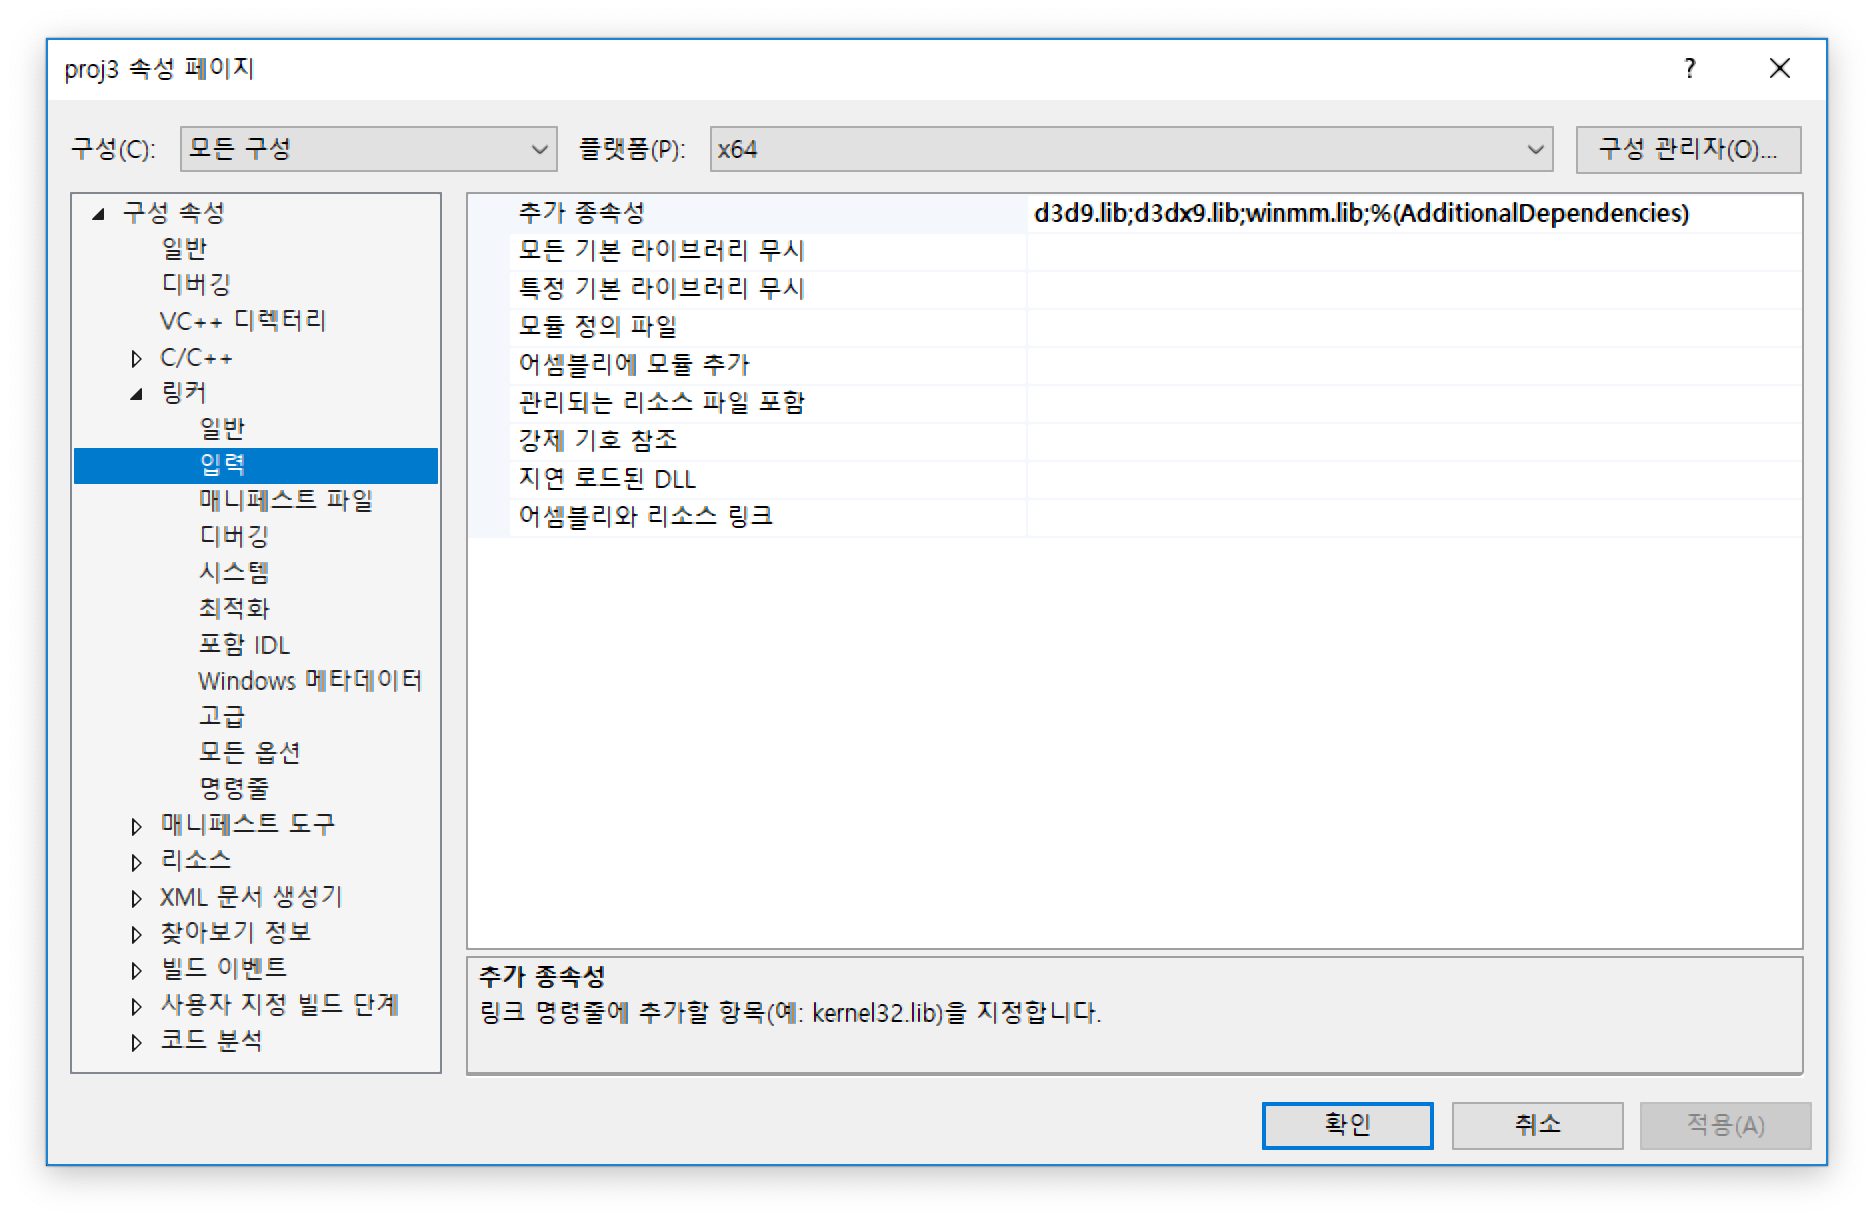 proj3 속성 페이지
?
구성(C): 모든 구성 플랫폼(P): x64 구성 관리자(O)...
구성 속성
일반
디버깅
VC++ 디렉터리
C/C++
링커
일반
입력
매니페스트 파일
디버깅
시스템
최적화
포함 IDL
Windows 메타데이터
고급
모든 옵션
명령줄
매니페스트 도구
리소스
XML 문서 생성기
찾아보기 정보
빌드 이벤트
사용자 지정 빌드 단계
코드 분석
추가 종속성 d3d9.lib;d3dx9.lib;winmm.lib;%(AdditionalDependencies)
모든 기본 라이브러리 무시
특정 기본 라이브러리 무시
모듈 정의 파일
어셈블리에 모듈 추가
관리되는 리소스 파일 포함
강제 기호 참조
지연 로드된 DLL
어셈블리와 리소스 링크
추가 종속성
링크 명령줄에 추가할 항목(예: kernel32.lib)을 지정합니다.
확인 취소 적용(A)